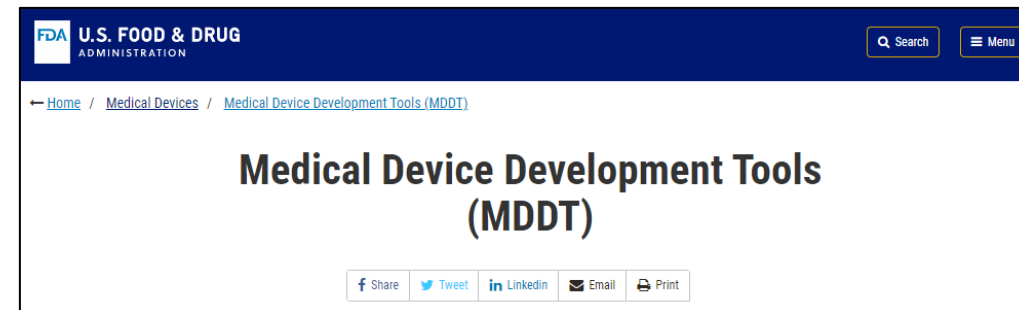 FDA U.S. FOOD & DRUG
ADMINISTRATION
Search
Menu
Home / Medical Devices / Medical Device Development Tools (MDDT)
Medical Device Development Tools
(MDDT)
f Share Tweet in Linkedin Email Print